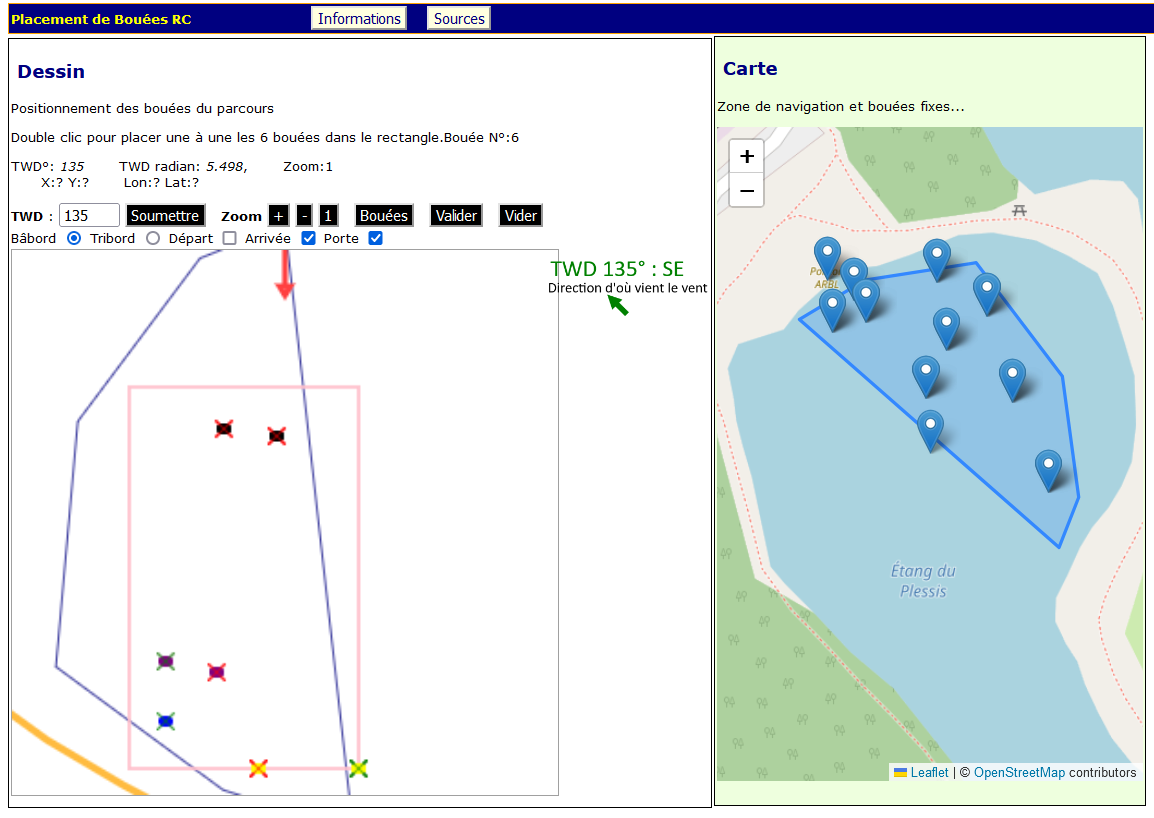 Placement de Bouées RC
Informations
Sources
Dessin
Positionnement des bouées du parcours
Double clic pour placer une à une les 6 bouées dans le rectangle.Bouée N°:6
TWD°: 135 TWD radian: 5.498, Zoom:1
X:? Y:? Lon:? Lat:?
TWD : 135 Soumettre Zoom + - 1 Bouées Valider Vider
Bâbord Tribord Départ Arrivée Porte
TWD 135° : SE
Direction d'où vient le vent
Carte
Zone de navigation et bouées fixes...
+
−
ARBL
Étang du
Plessis
Leaflet | © OpenStreetMap contributors